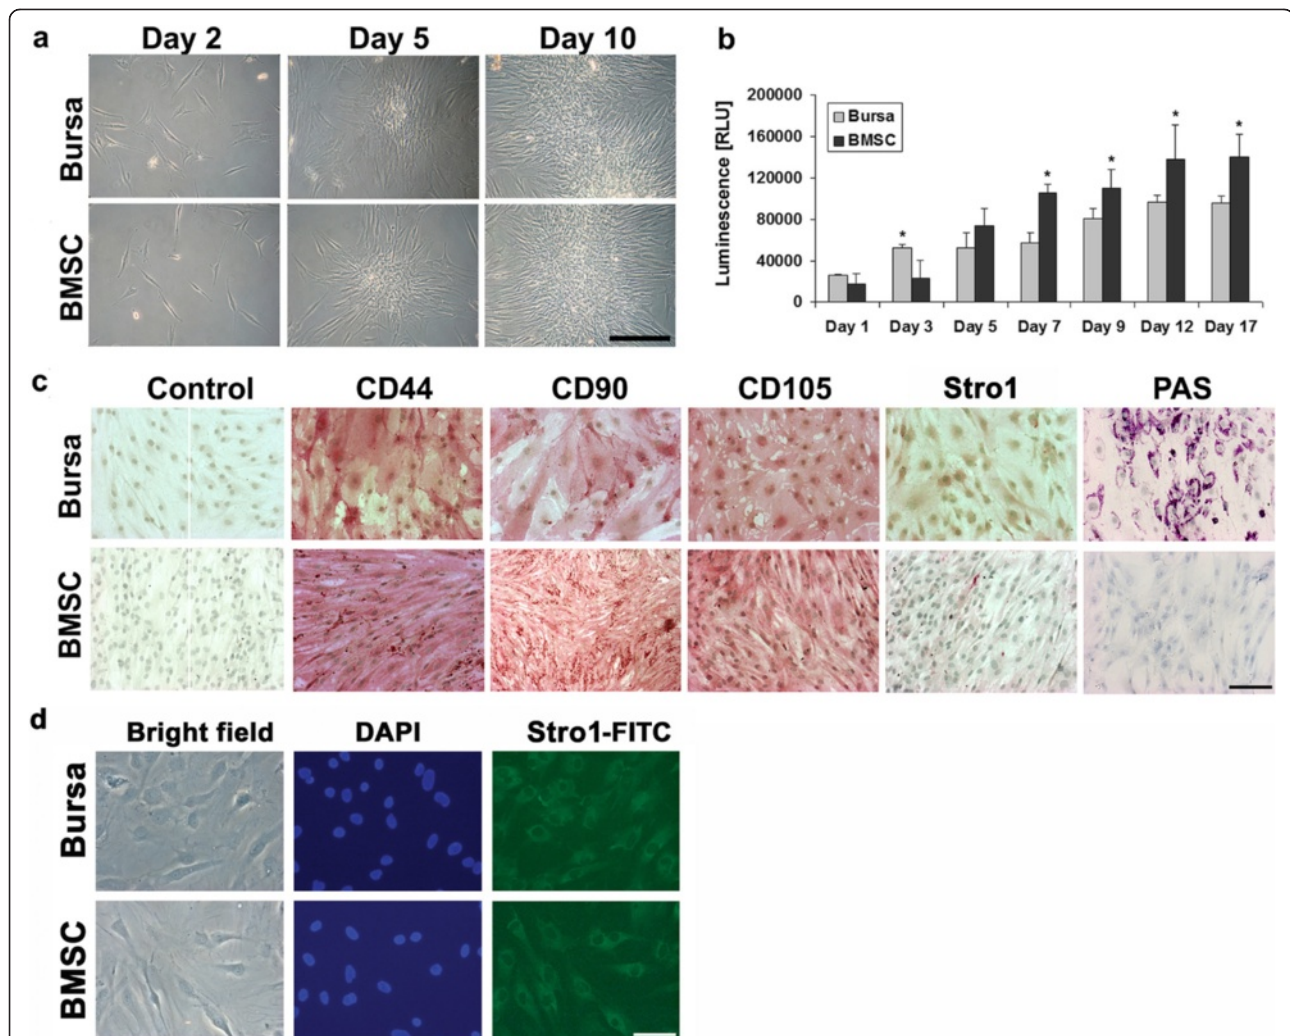 a
Day 2 Day 5 Day 10
Bursa
BMSC
b
Luminescence [RLU]
200000
160000
120000
80000
40000
0
Bursa
BMSC
* * * * *
Day 1 Day 3 Day 5 Day 7 Day 9 Day 12 Day 17
c
Control CD44 CD90 CD105 Stro1 PAS
Bursa
BMSC
d
Bright field DAPI Stro1-FITC
Bursa
BMSC